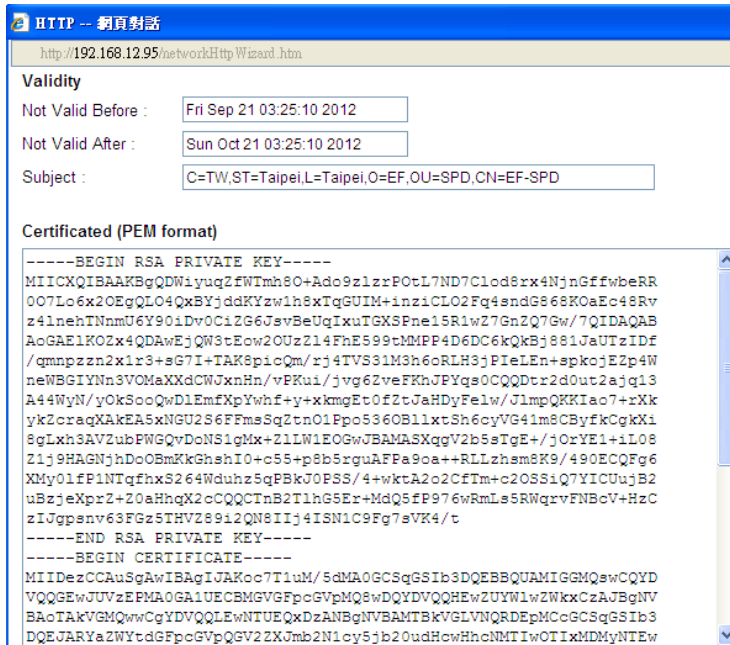 HTTP -- 網頁對話
http://192.168.12.95/networkHttpWizard.htm
Validity
Not Valid Before : Fri Sep 21 03:25:10 2012
Not Valid After : Sun Oct 21 03:25:10 2012
Subject : C=TW,ST=Taipei,L=Taipei,O=EF,OU=SPD,CN=EF-SPD
Certificated (PEM format)
-----BEGIN RSA PRIVATE KEY-----
MIICXQIBAAKBgQDWiyuqZfWTmh8O+Ado9zlzrPOtL7ND7Clod8rx4NjnGffwbeRR
0O7Lo6x2OEgQLO4QxBYjddKYzw1h8xTqGUIM+inziCLO2Fq4sndG868KOaEc48Rv
z4lnehTNnmU6Y90iDv0CiZG6JsvBeUqIxuTGXSPne15R1wZ7GnZQ7Gw/7QIDAQAB
AoGAElKOZx4QDAwEjQW3tEow2OUzZl4FhE599tMMPP4D6DC6kQkBj881JaUTzIDf
/qmnpzzn2x1r3+sG7I+TAK8picQm/rj4TVS31M3h6oRLH3jPIeLEn+spkojEZp4W
neWBGIYNn3VOMaXXdCWJxnHn/vPKui/jvg6ZveFKhJPYqs0CQQDtr2d0ut2ajq13
A44WyN/yOkSooQwDlEmfXpYwhf+y+xkmgEt0fZtJaHDyFelw/JlmpQKKIao7+rXk
ykZcraqXAkEA5xNGU2S6FFmsSqZtnO1Ppo536OBllxtSh6cyVG41m8CByfkCgkXi
8gLxh3AVZubPWGQvDoNS1gMx+ZlLW1EOGwJBAMASXqgV2b5sTgE+/jOrYE1+iL08
Z1j9HAGNjhDoOBmKkGhshI0+c55+p8b5rguAFPa9oa++RLLzhsm8K9/490ECQFg6
XMy0lfP1NTqfhxS264Wduhz5qPBkJ0PSS/4+wktA2o2CfTm+c2OSSiQ7YICUujB2
uBzjeXprZ+Z0aHhqX2cCQQCTnB2TlhG5Er+MdQ5fP976wRmLs5RWqrvFNBcV+HzC
zIJgpsnv63FGz5THVZ89i2QN8IIj4ISN1C9Fg7sVK4/t
-----END RSA PRIVATE KEY-----
-----BEGIN CERTIFICATE-----
MIIDezCCAuSgAwIBAgIJAKoc7T1uM/5dMA0GCSqGSIb3DQEBBQUAMIGGMQswCQYD
VQQGEwJUVzEPMA0GA1UECBMGVGFpcGVpMQ8wDQYDVQQHEwZUYWlwZWkxCzAJBgNV
BAoTAkVGMQwwCgYDVQQLEwNTUEQxDzANBgNVBAMTBkVGLVNQRDEpMCcGCSqGSIb3
DQEJARYaZWYtdGFpcGVpQGV2ZXJmb2N1cy5jb20udHcwHhcNMTIwOTIxMDMyNTEw